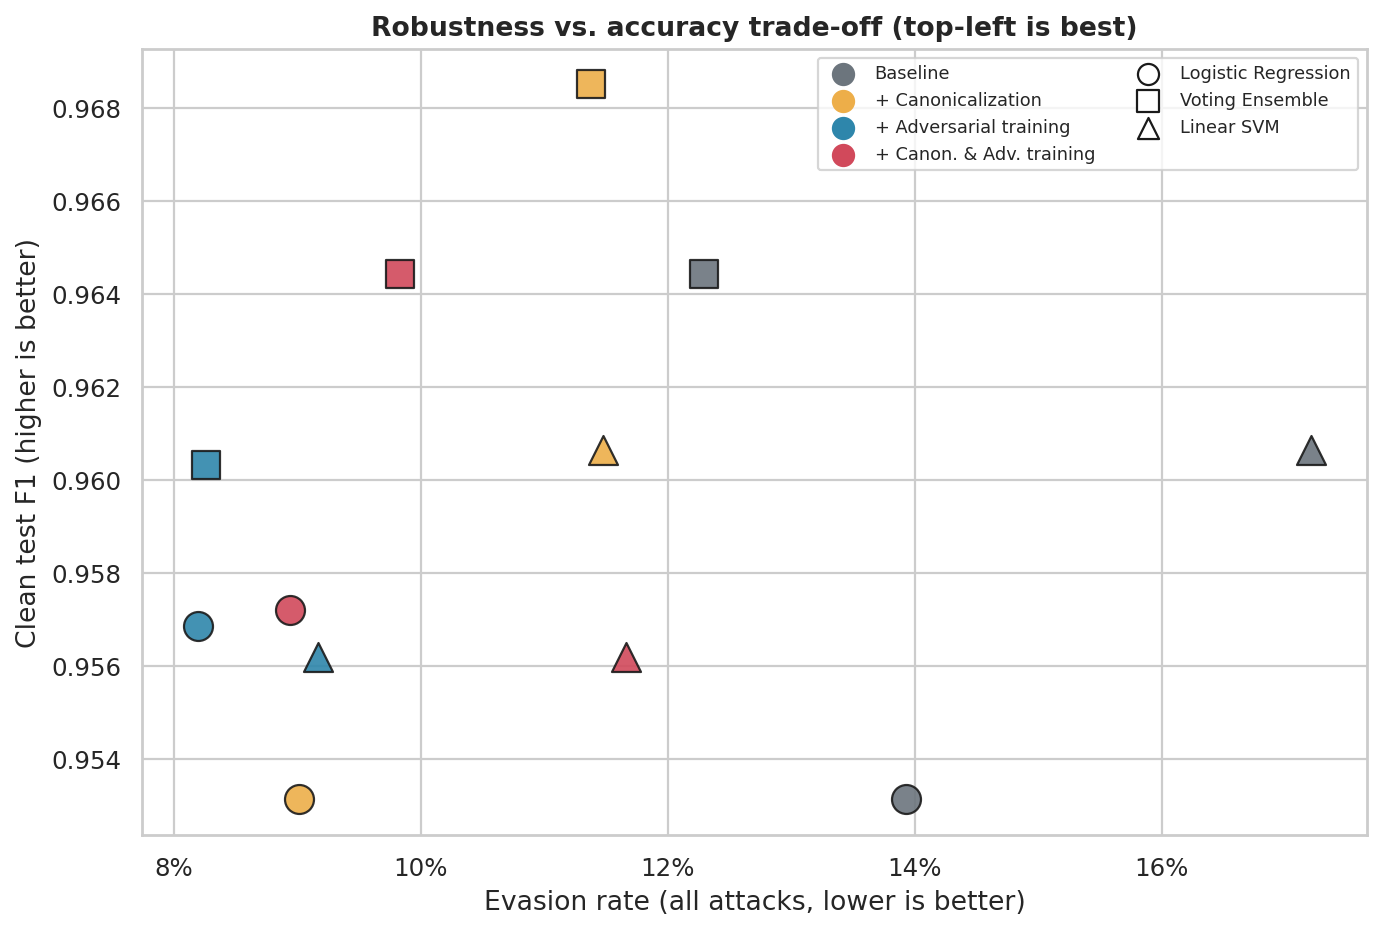 Robustness vs. accuracy trade-off (top-left is best)
Baseline
+ Canonicalization
+ Adversarial training
+ Canon. & Adv. training
Logistic Regression
Voting Ensemble
Linear SVM
Clean test F1 (higher is better)
0.968
0.966
0.964
0.962
0.960
0.958
0.956
0.954
8%
10%
12%
14%
16%
Evasion rate (all attacks, lower is better)